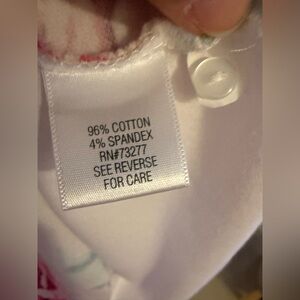 96% COTTON
4% SPANDEX
RN#73277
SEE REVERSE
FOR CARE